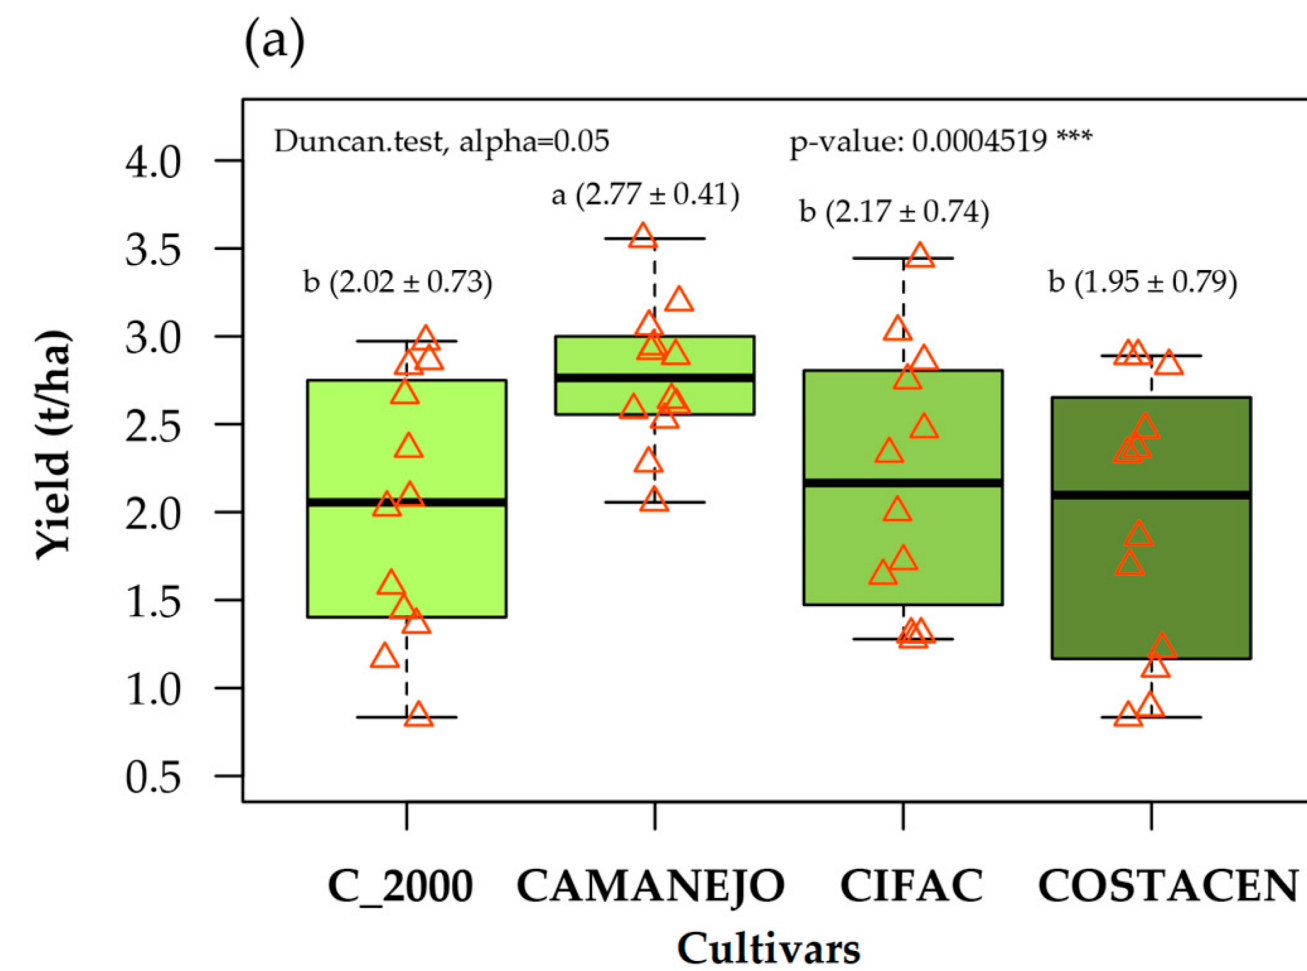 (a)
Duncan.test, alpha=0.05 p-value: 0.0004519 ***
a (2.77 ± 0.41)
b (2.17 ± 0.74)
b (2.02 ± 0.73)
b (1.95 ± 0.79)
Yield (t/ha)
4.0
3.5
3.0
2.5
2.0
1.5
1.0
0.5
C_2000 CAMANEJO CIFAC COSTACEN
Cultivars